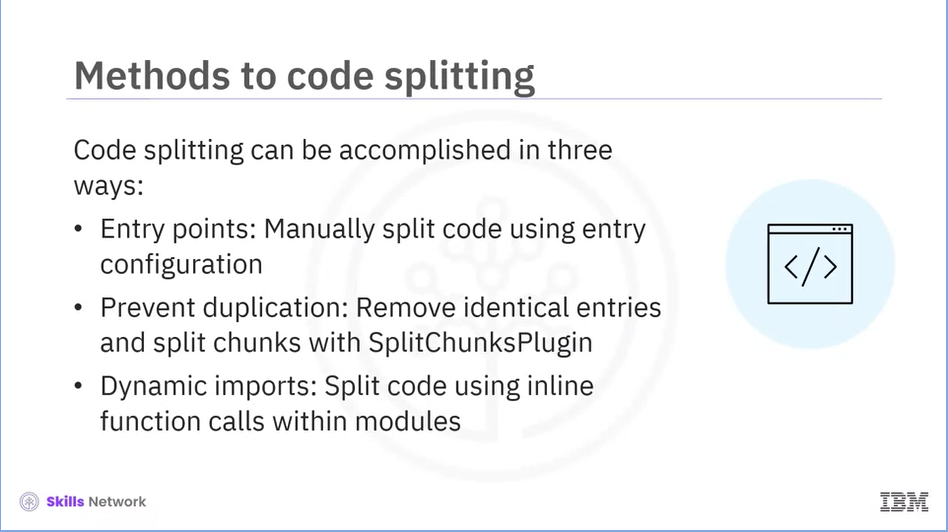 Methods to code splitting
Code splitting can be accomplished in three
ways:
• Entry points: Manually split code using entry
configuration
• Prevent duplication: Remove identical entries
and split chunks with SplitChunksPlugin
• Dynamic imports: Split code using inline
function calls within modules
</>
Skills Network
IBM